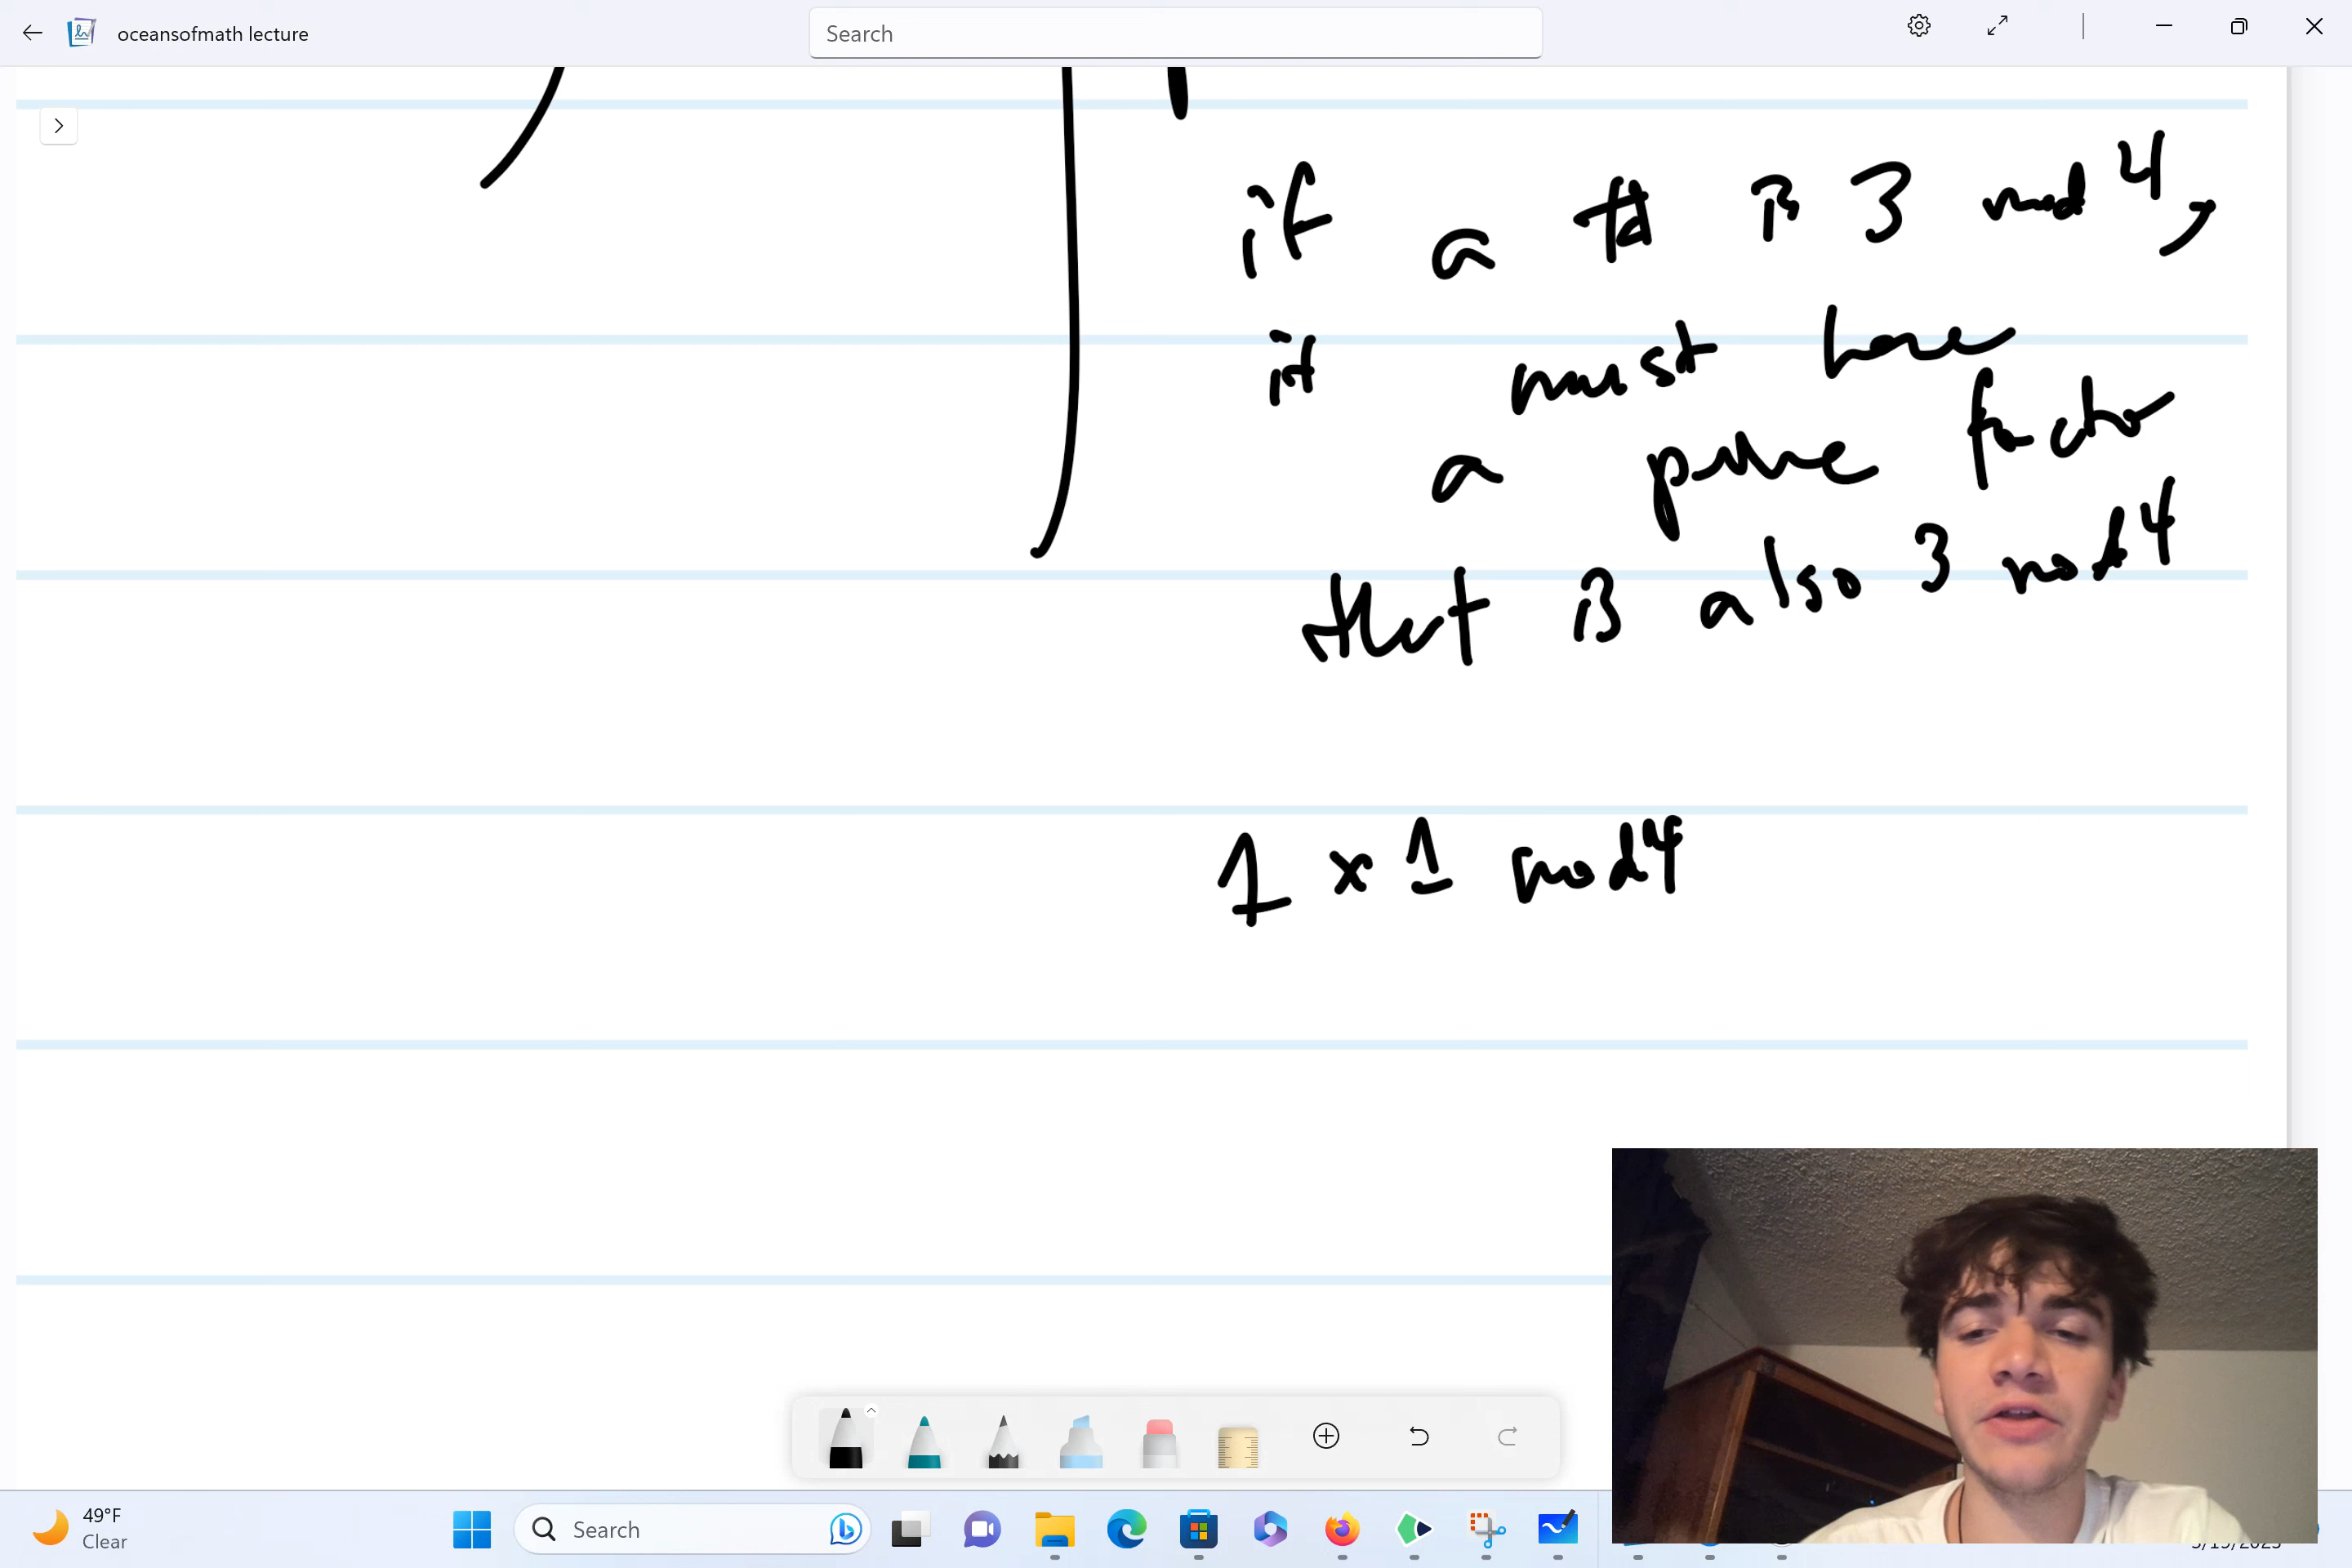 oceansofmath lecture
Search
if a # is 3 mod 4,
it must have
a prime factor
that is also 3 mod 4
1 × 1 mod 4
49°F
Clear
Search